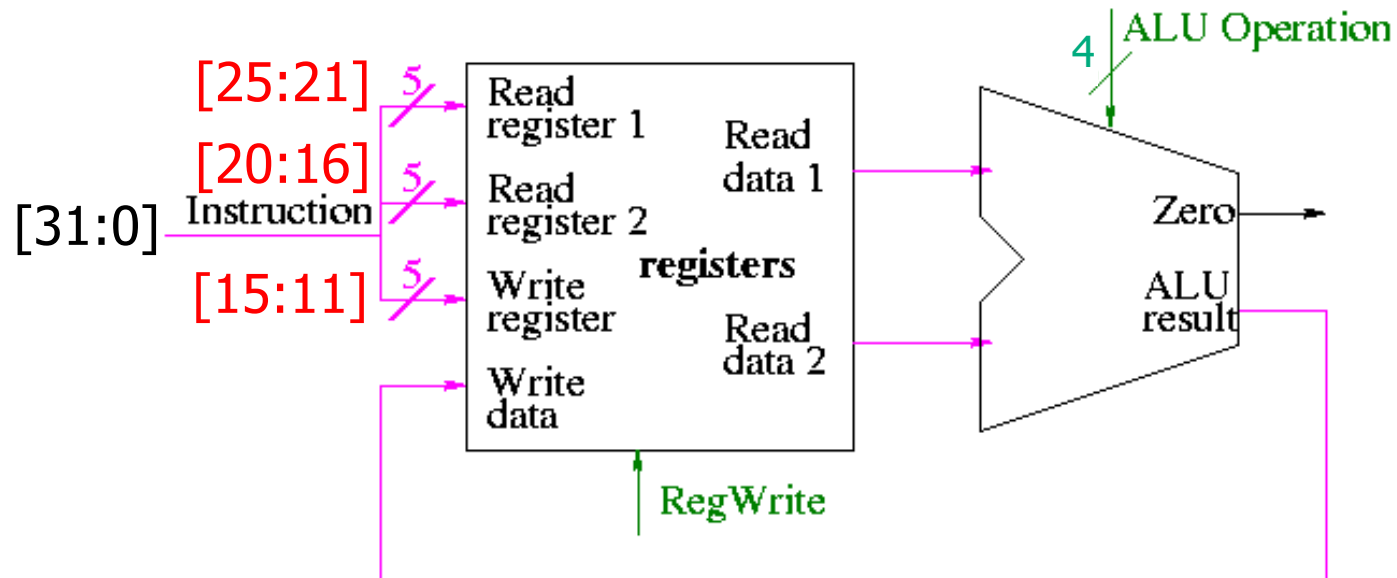 ALU Operation
4
[25:21]
5
Read
register 1
Read
data 1
[20:16]
5
Read
register 2
[31:0]
Instruction
registers
Zero
[15:11]
5
Write
register
Read
data 2
ALU
result
Write
data
RegWrite